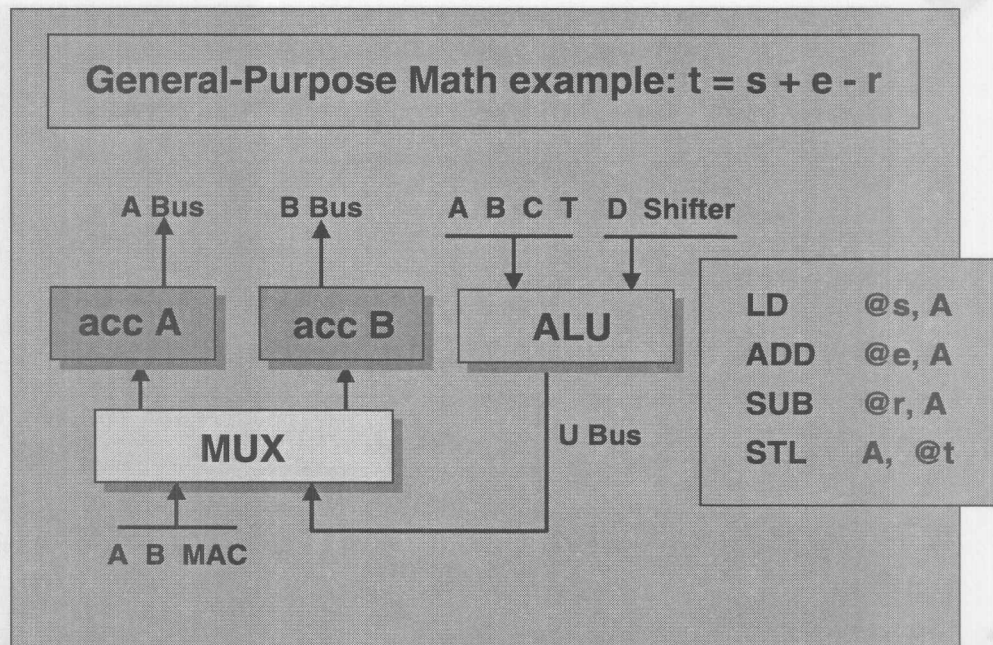 General-Purpose Math example: t = s + e - r
A Bus
B Bus
A B C T
D Shifter
acc A
acc B
ALU
MUX
U Bus
A B MAC
LD @s, A
ADD @e, A
SUB @r, A
STL A, @t